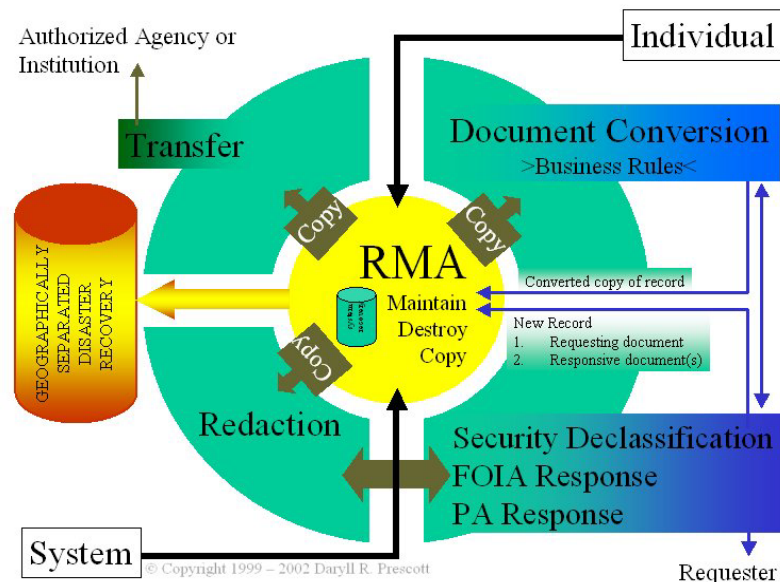 Authorized Agency or
Institution
Individual
Transfer
Document Conversion
>Business Rules<
Copy
Copy
RMA
Maintain
Destroy
Copy
Converted copy of record
New Record
1. Requesting document
2. Responsive document(s)
GEOGRAPHICALLY
SEPARATED
DISASTER
RECOVERY
Copy
Redaction
Security Declassification
FOIA Response
PA Response
System
© Copyright 1999 – 2002 Daryll R. Prescott
Requester